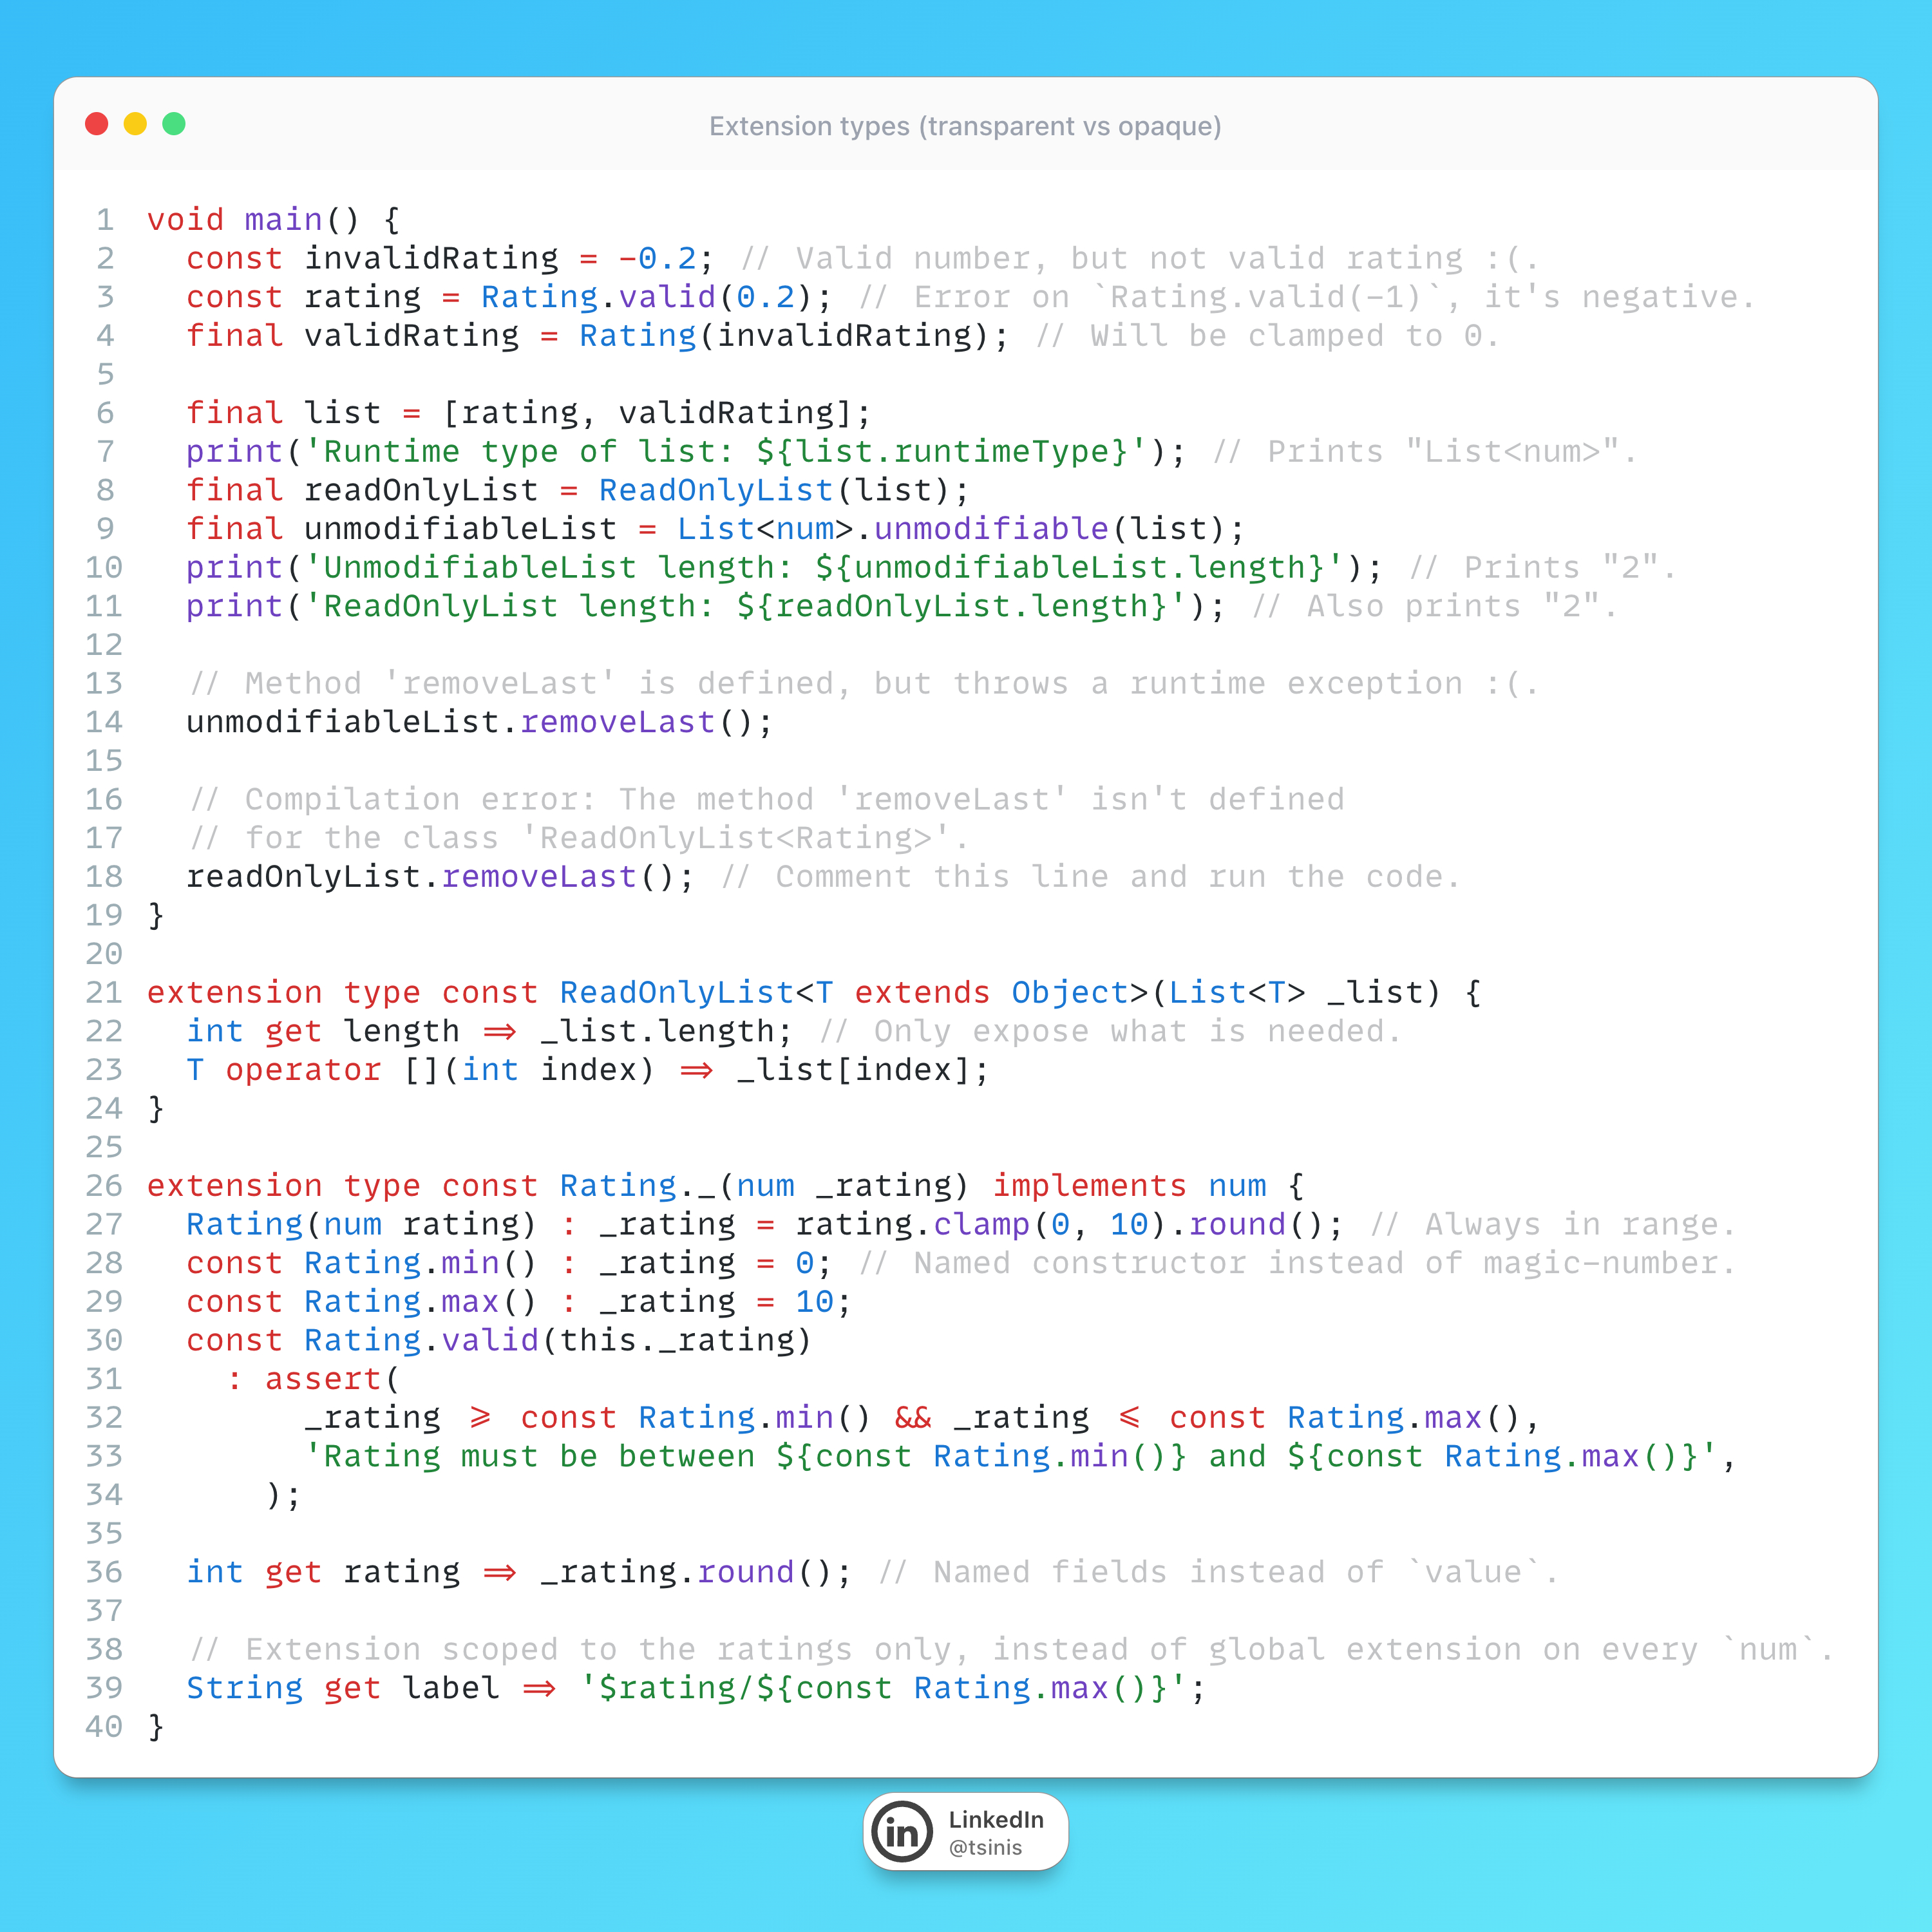 Extension types (transparent vs opaque)
1 void main() {
2   const invalidRating = -0.2; // Valid number, but not valid rating :(.
3   const rating = Rating.valid(0.2); // Error on `Rating.valid(-1)`, it's negative.
4   final validRating = Rating(invalidRating); // Will be clamped to 0.
5
6   final list = [rating, validRating];
7   print('Runtime type of list: ${list.runtimeType}'); // Prints "List<num>".
8   final readOnlyList = ReadOnlyList(list);
9   final unmodifiableList = List<num>.unmodifiable(list);
10   print('UnmodifiableList length: ${unmodifiableList.length}'); // Prints "2".
11   print('ReadOnlyList length: ${readOnlyList.length}'); // Also prints "2".
12
13   // Method 'removeLast' is defined, but throws a runtime exception :(.
14   unmodifiableList.removeLast();
15
16   // Compilation error: The method 'removeLast' isn't defined
17   // for the class 'ReadOnlyList<Rating>'.
18   readOnlyList.removeLast(); // Comment this line and run the code.
19 }
20
21 extension type const ReadOnlyList<T extends Object>(List<T> _list) {
22   int get length => _list.length; // Only expose what is needed.
23   T operator [](int index) => _list[index];
24 }
25
26 extension type const Rating._(num _rating) implements num {
27   Rating(num rating) : _rating = rating.clamp(0, 10).round(); // Always in range.
28   const Rating.min() : _rating = 0; // Named constructor instead of magic-number.
29   const Rating.max() : _rating = 10;
30   const Rating.valid(this._rating)
31     : assert(
32         _rating >= const Rating.min() && _rating <= const Rating.max(),
33         'Rating must be between ${const Rating.min()} and ${const Rating.max()}',
34       );
35
36   int get rating => _rating.round(); // Named fields instead of `value`.
37
38   // Extension scoped to the ratings only, instead of global extension on every `num`.
39   String get label => '$rating/${const Rating.max()}';
40 }
in
LinkedIn
@tsinis